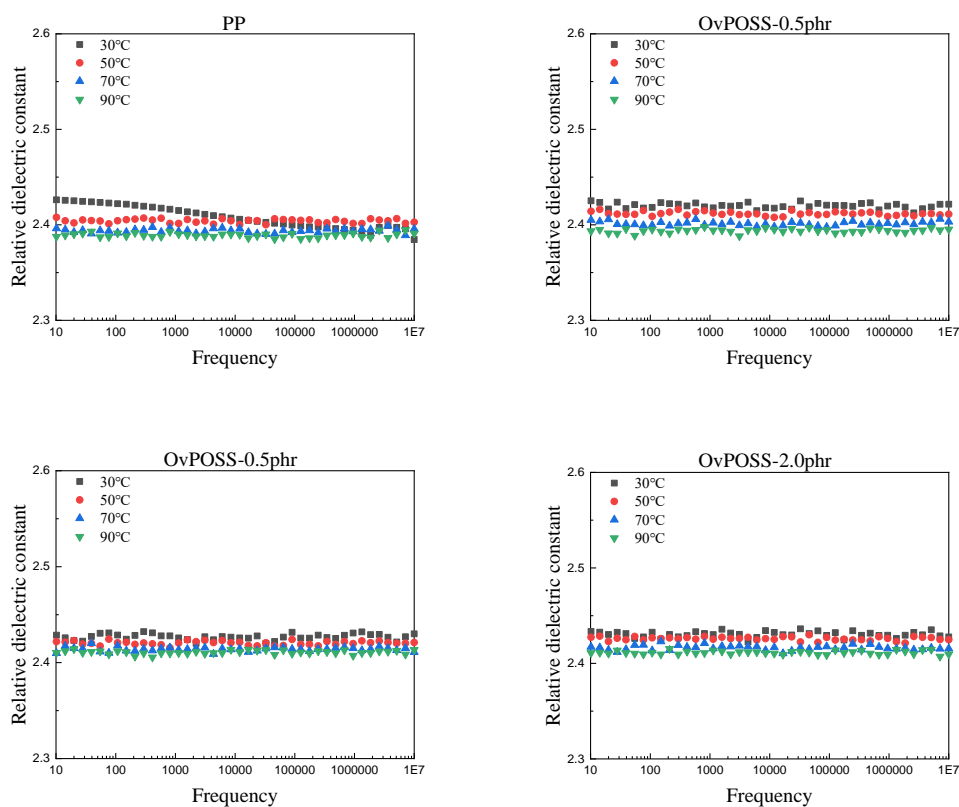 PP
30℃
50℃
70℃
90℃
2.6
2.5
2.4
2.3
Relative dielectric constant
10 100 1000 10000 100000 1000000 1E7
Frequency
OvPOSS-0.5phr
30℃
50℃
70℃
90℃
2.6
2.5
2.4
2.3
Relative dielectric constant
10 100 1000 10000 100000 1000000 1E7
Frequency
OvPOSS-0.5phr
30℃
50℃
70℃
90℃
2.6
2.5
2.4
2.3
Relative dielectric constant
10 100 1000 10000 100000 1000000 1E7
Frequency
OvPOSS-2.0phr
30℃
50℃
70℃
90℃
2.6
2.5
2.4
2.3
Relative dielectric constant
10 100 1000 10000 100000 1000000 1E7
Frequency